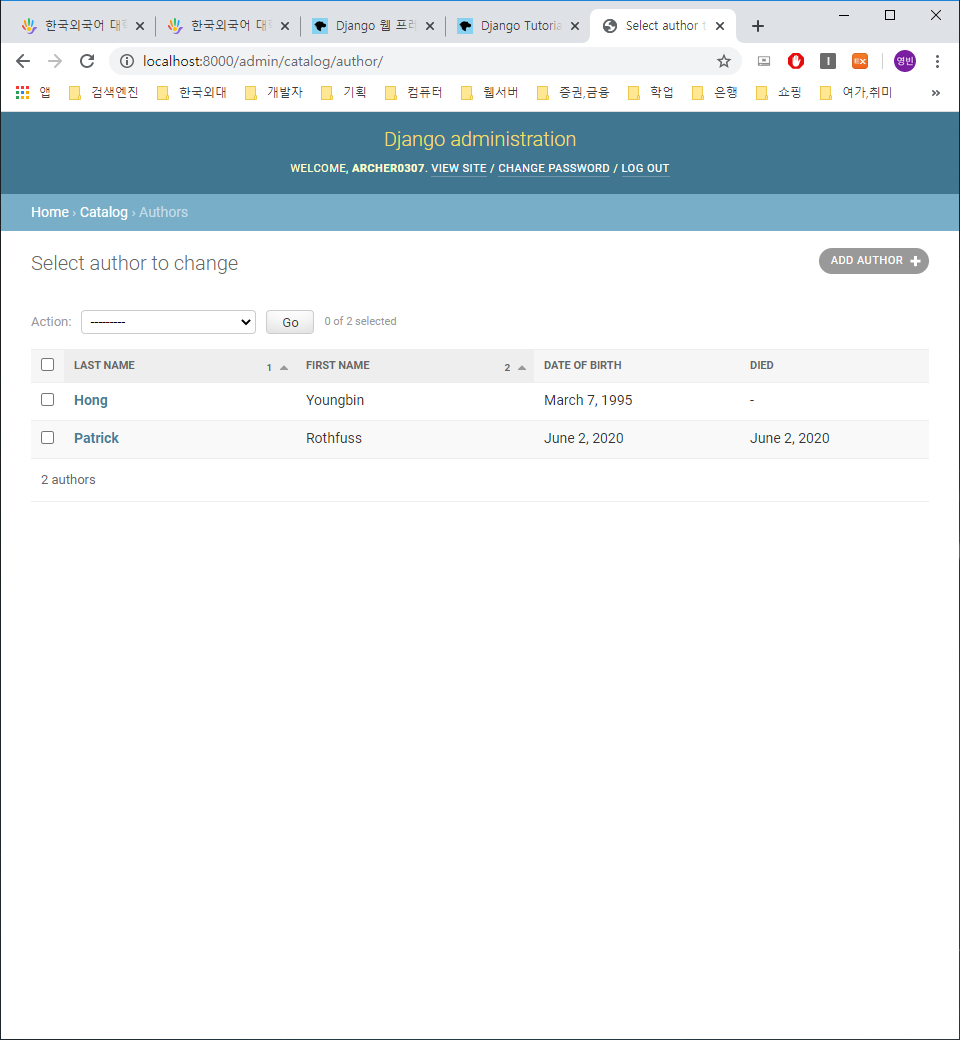 한국외국어 대학
한국외국어 대학
Django 웹 프레
Django Tutoria
Select author t
localhost:8000/admin/catalog/author/
영빈
앱 검색엔진 한국외대 개발자 기획 컴퓨터 웹서버 증권,금융 학업 은행 쇼핑 여가,취미 »
Django administration
WELCOME, ARCHER0307. VIEW SITE / CHANGE PASSWORD / LOG OUT
Home › Catalog › Authors
Select author to change
ADD AUTHOR +
Action: --------- Go 0 of 2 selected
LAST NAME 1 FIRST NAME 2 DATE OF BIRTH DIED
Hong Youngbin March 7, 1995 -
Patrick Rothfuss June 2, 2020 June 2, 2020
2 authors